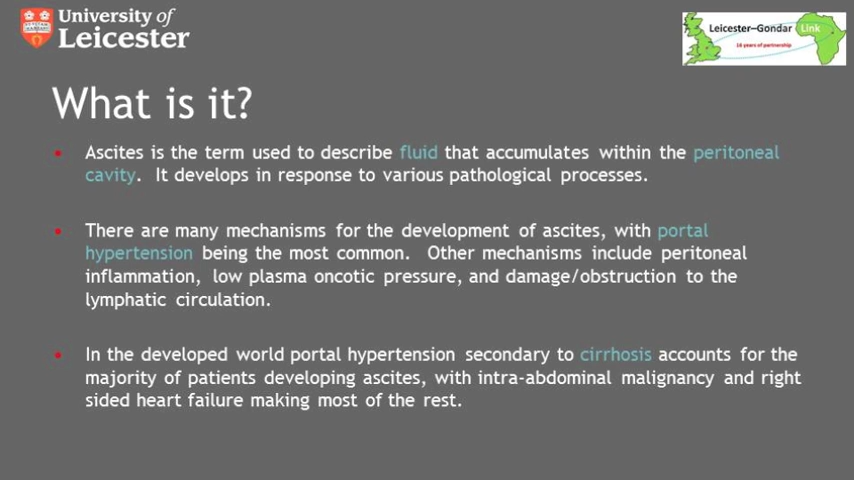 University of
Leicester
Leicester–Gondar Link
16 years of partnership
What is it?
• Ascites is the term used to describe fluid that accumulates within the peritoneal
cavity. It develops in response to various pathological processes.
• There are many mechanisms for the development of ascites, with portal
hypertension being the most common. Other mechanisms include peritoneal
inflammation, low plasma oncotic pressure, and damage/obstruction to the
lymphatic circulation.
• In the developed world portal hypertension secondary to cirrhosis accounts for the
majority of patients developing ascites, with intra-abdominal malignancy and right
sided heart failure making most of the rest.